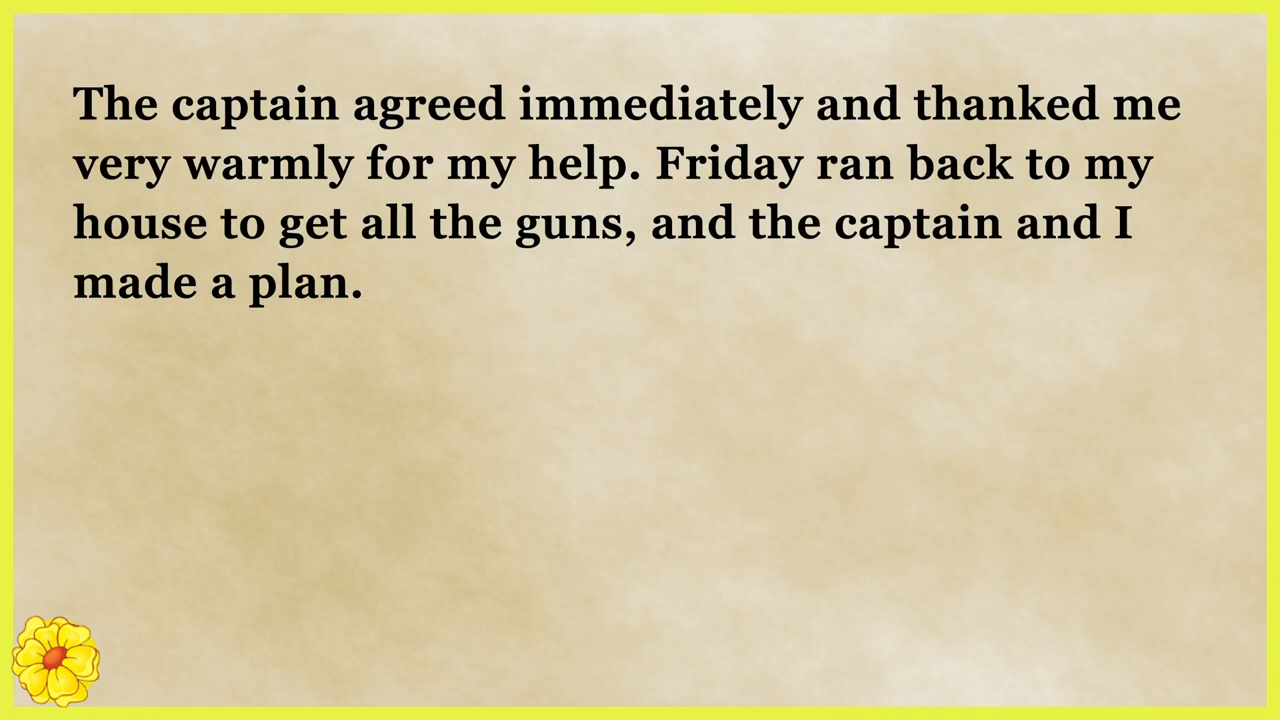 The captain agreed immediately and thanked me
very warmly for my help. Friday ran back to my
house to get all the guns, and the captain and I
made a plan.